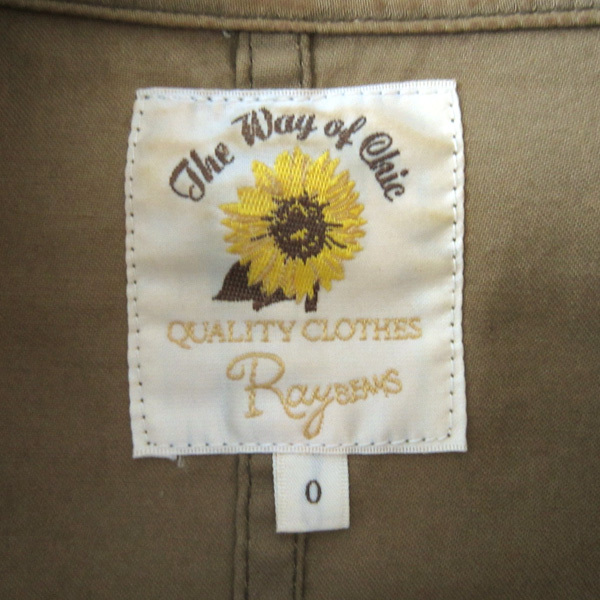 The Way of Chic
QUALITY CLOTHES
Ray BEAMS
0